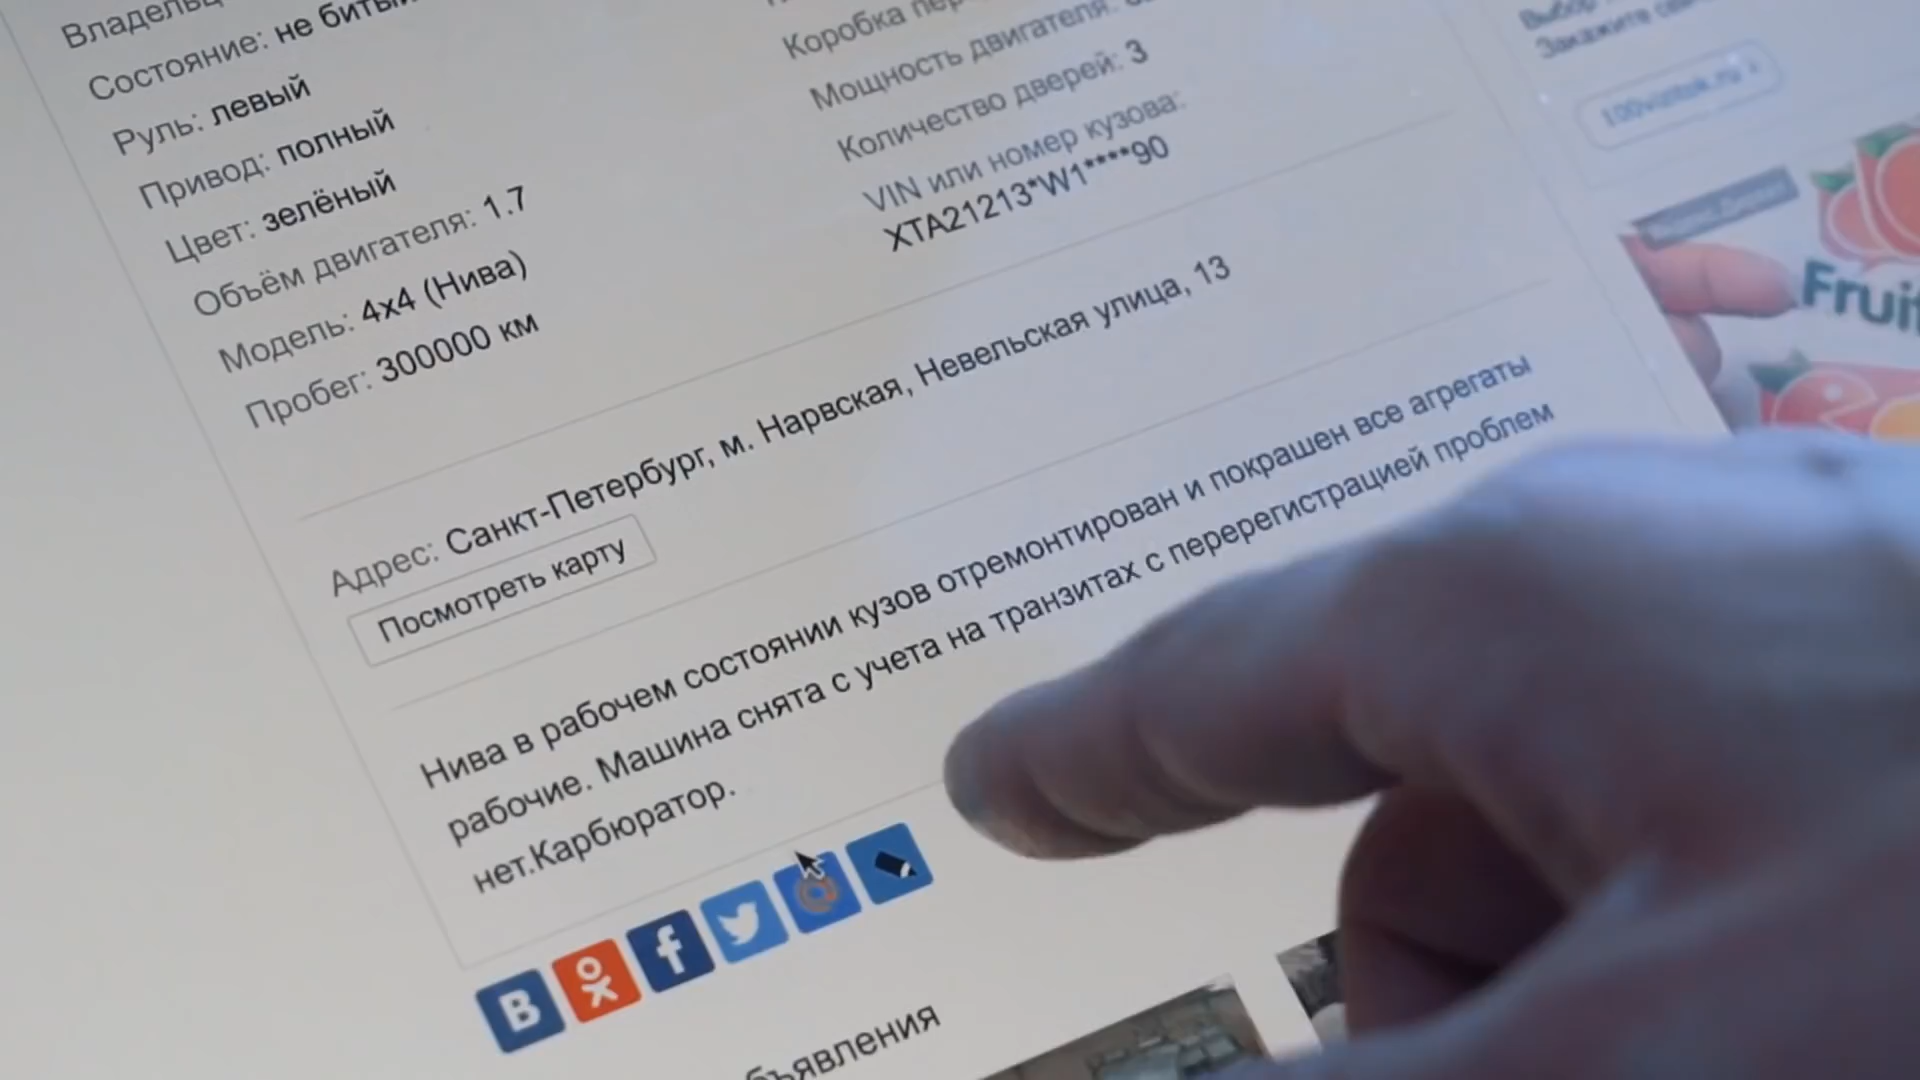 Состояние: не битый
Руль: левый
Привод: полный
Цвет: зелёный
Объём двигателя: 1.7
Модель: 4x4 (Нива)
Пробег: 300000 км
Коробка
Мощность двигателя:
Количество дверей: 3
VIN или номер кузова:
XTA21213*W1****90
Адрес: Санкт-Петербург, м. Нарвская, Невельская улица, 13
Посмотреть карту
Нива в рабочем состоянии кузов отремонтирован и покрашен все агрегаты
рабочие. Машина снята с учета на транзитах с перерегистрацией проблем
нет.Карбюратор.
Закажите
Fruit